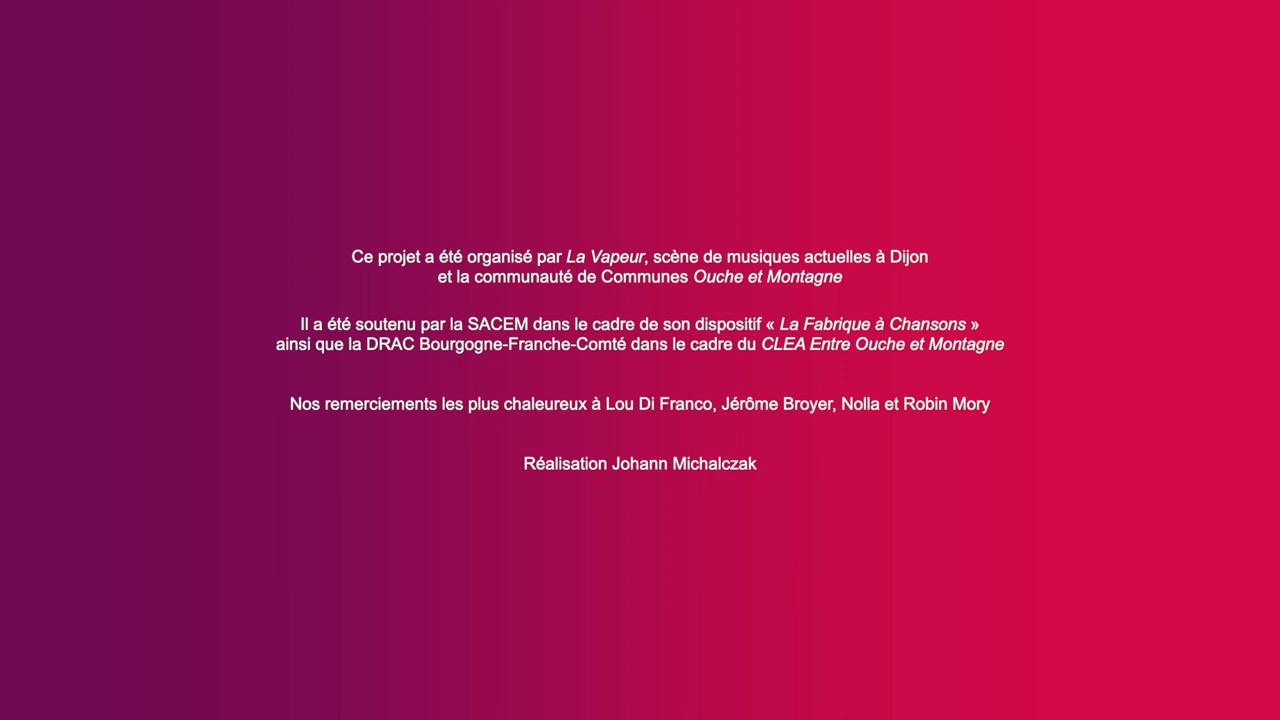 Ce projet a été organisé par La Vapeur, scène de musiques actuelles à Dijon
et la communauté de Communes Ouche et Montagne
Il a été soutenu par la SACEM dans le cadre de son dispositif « La Fabrique à Chansons »
ainsi que la DRAC Bourgogne-Franche-Comté dans le cadre du CLEA Entre Ouche et Montagne
Nos remerciements les plus chaleureux à Lou Di Franco, Jérôme Broyer, Nolla et Robin Mory
Réalisation Johann Michalczak